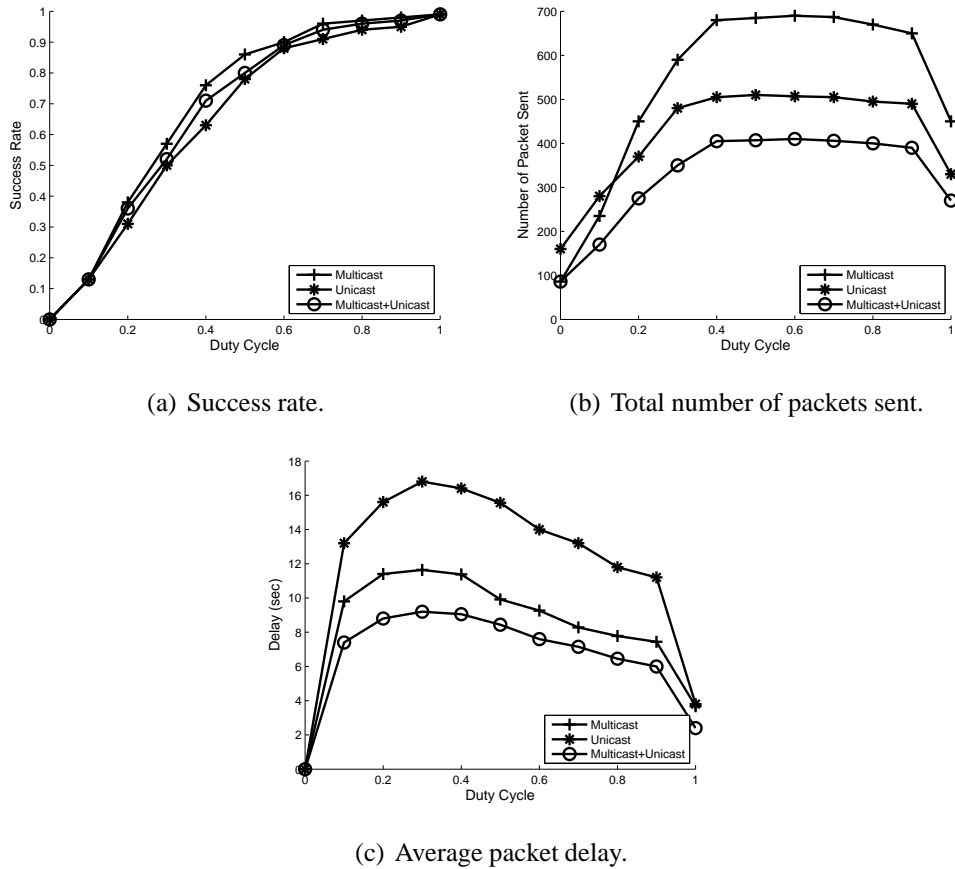 1
0.9
0.8
0.7
0.6
0.5
0.4
0.3
0.2
0.1
0
Success Rate
0 0.2 0.4 0.6 0.8 1
Duty Cycle
Multicast
Unicast
Multicast+Unicast
(a) Success rate.
700
600
500
400
300
200
100
0
Number of Packet Sent
0 0.2 0.4 0.6 0.8 1
Duty Cycle
Multicast
Unicast
Multicast+Unicast
(b) Total number of packets sent.
18
16
14
12
10
8
6
4
2
0
Delay (sec)
0 0.2 0.4 0.6 0.8 1
Duty Cycle
Multicast
Unicast
Multicast+Unicast
(c) Average packet delay.